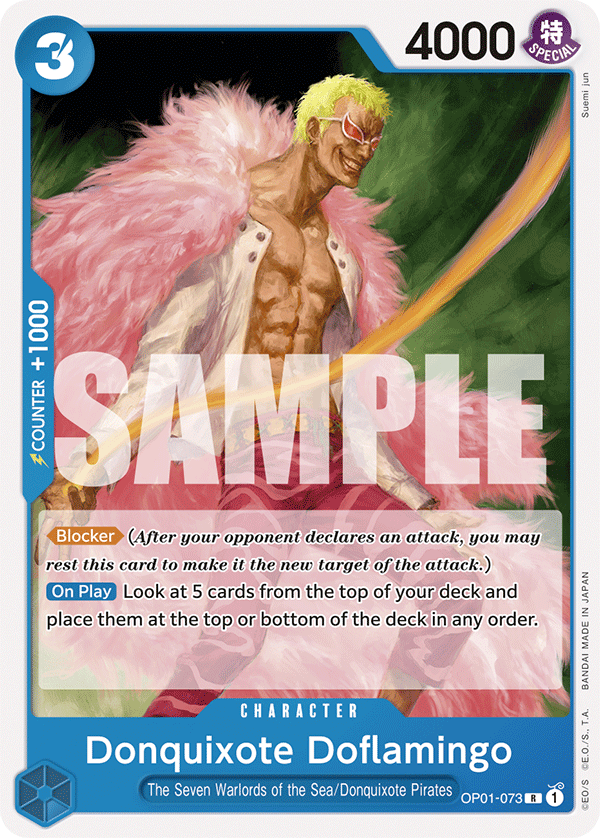 3
4000
特
SPECIAL
Suemi jun
COUNTER +1000
SAMPLE
Blocker (After your opponent declares an attack, you may
rest this card to make it the new target of the attack.)
On Play Look at 5 cards from the top of your deck and
place them at the top or bottom of the deck in any order.
CHARACTER
Donquixote Doflamingo
The Seven Warlords of the Sea/Donquixote Pirates
OP01-073 R 1
©EO/S ©E.O./S., T.A. BANDAI MADE IN JAPAN